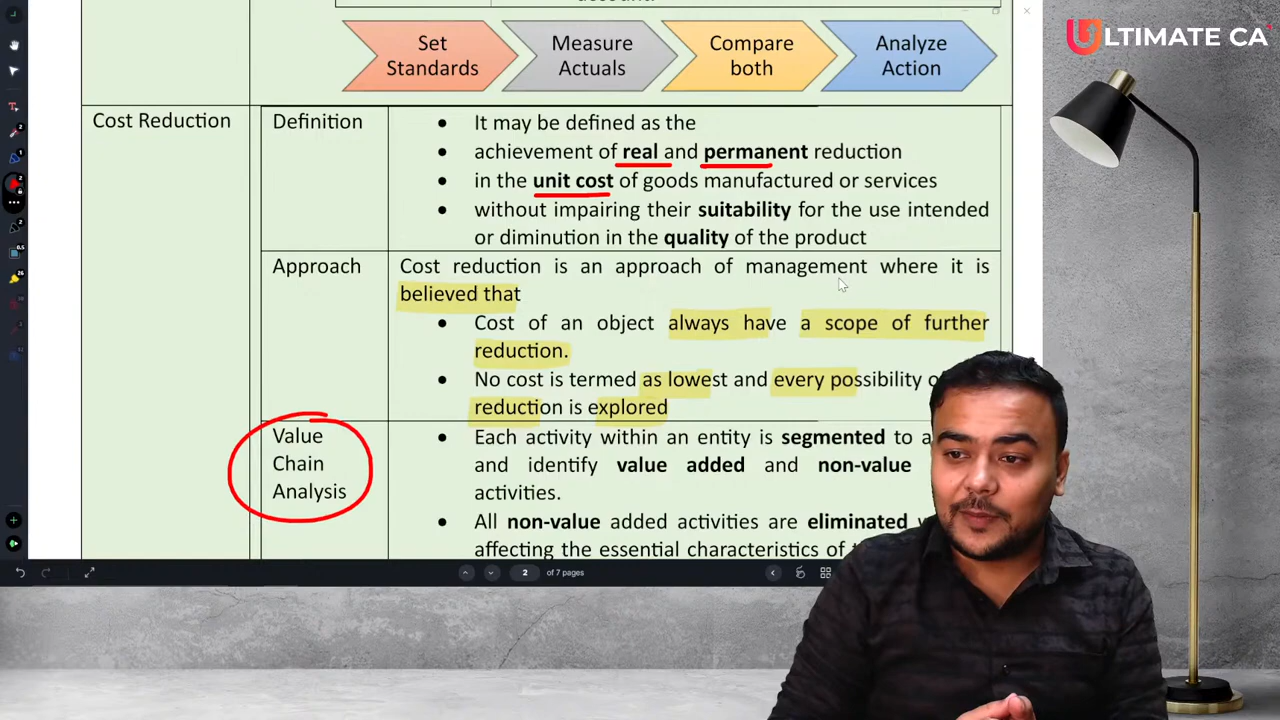 account.
Set
Standards
Measure
Actuals
Compare
both
Analyze
Action
ULTIMATE CA
Cost Reduction
Definition
• It may be defined as the
• achievement of real and permanent reduction
• in the unit cost of goods manufactured or services
• without impairing their suitability for the use intended
or diminution in the quality of the product
Approach
Cost reduction is an approach of management where it is
believed that
• Cost of an object always have a scope of further
reduction.
• No cost is termed as lowest and every possibility
reduction is explored
Value
Chain
Analysis
• Each activity within an entity is segmented to
and identify value added and non-value
activities.
• All non-value added activities are eliminated
affecting the essential characteristics of
2 of 7 pages